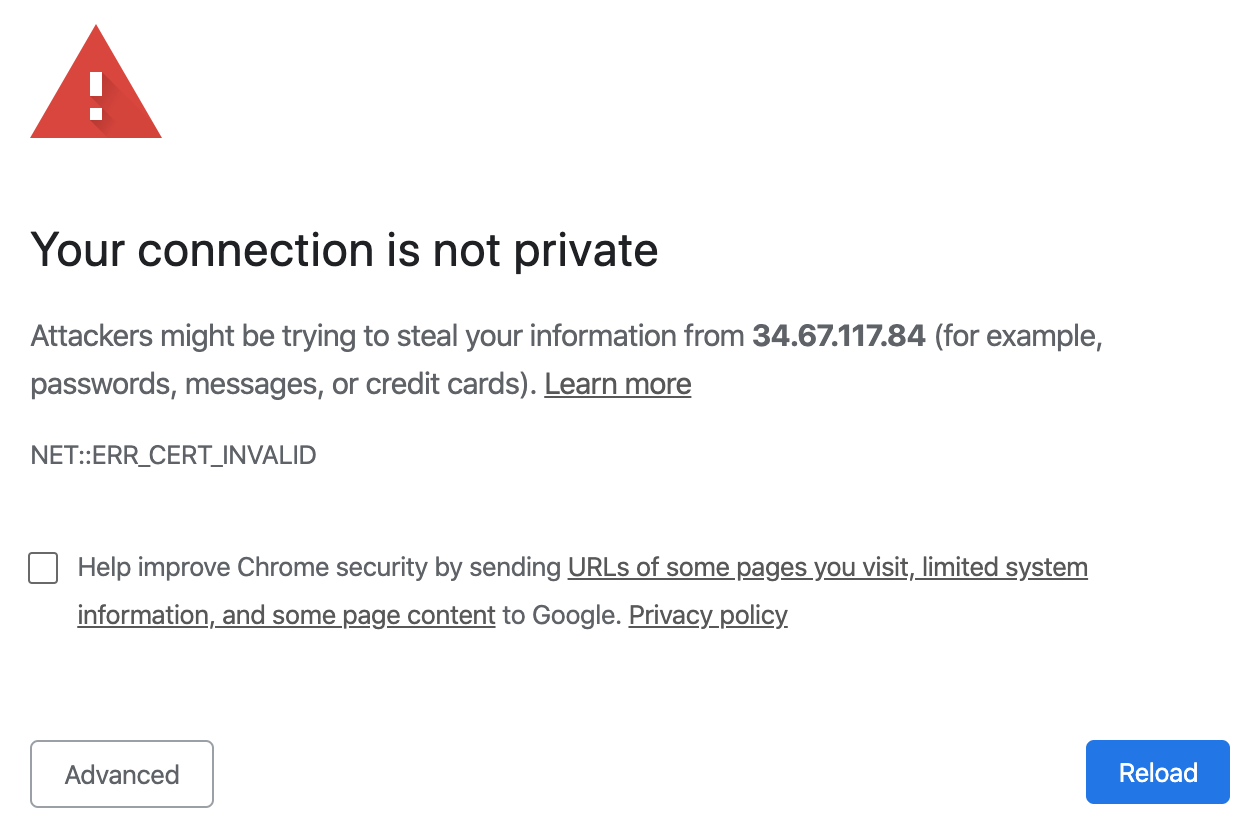 Your connection is not private
Attackers might be trying to steal your information from 34.67.117.84 (for example,
passwords, messages, or credit cards). Learn more
NET::ERR_CERT_INVALID
Help improve Chrome security by sending URLs of some pages you visit, limited system
information, and some page content to Google. Privacy policy
Advanced
Reload